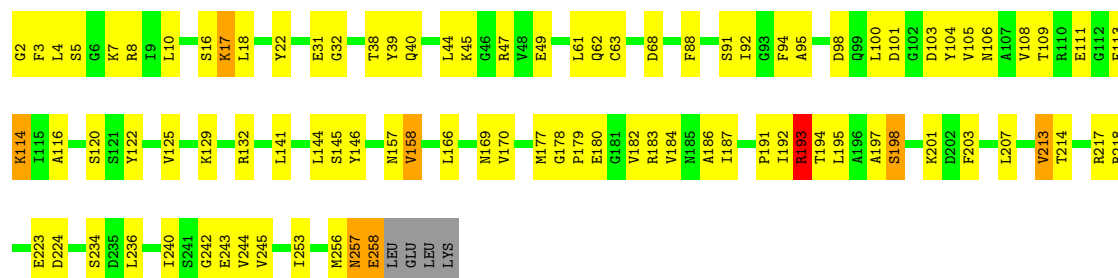 G2 F3 L4 S5 G6 K7 R8 I9 L10 S16 K17 L18 Y22 E31 G32 T38 Y39 Q40 L44 K45 G46 R47 V48 E49 L61 Q62 C63 D68 F88 S91 I92 G93 F94 A95 D98 Q99 L100 D101 G102 D103 Y104 V105 N106 A107 V108 T109 R110 E111 G112
K114 I115 A116 S120 S121 Y122 V125 K129 R132 L141 L144 S145 Y146 N157 V158 L166 N169 V170 M177 G178 P179 E180 G181 V182 R183 V184 N185 A186 I187 P191 I192 R193 T194 L195 A196 A197 S198 K201 D202 F203 L207 V213 T214 R217
E223 D224 S234 D235 L236 I240 S241 G242 E243 V244 V245 I253 M256 N257 E258 LEU GLU LEU LYS